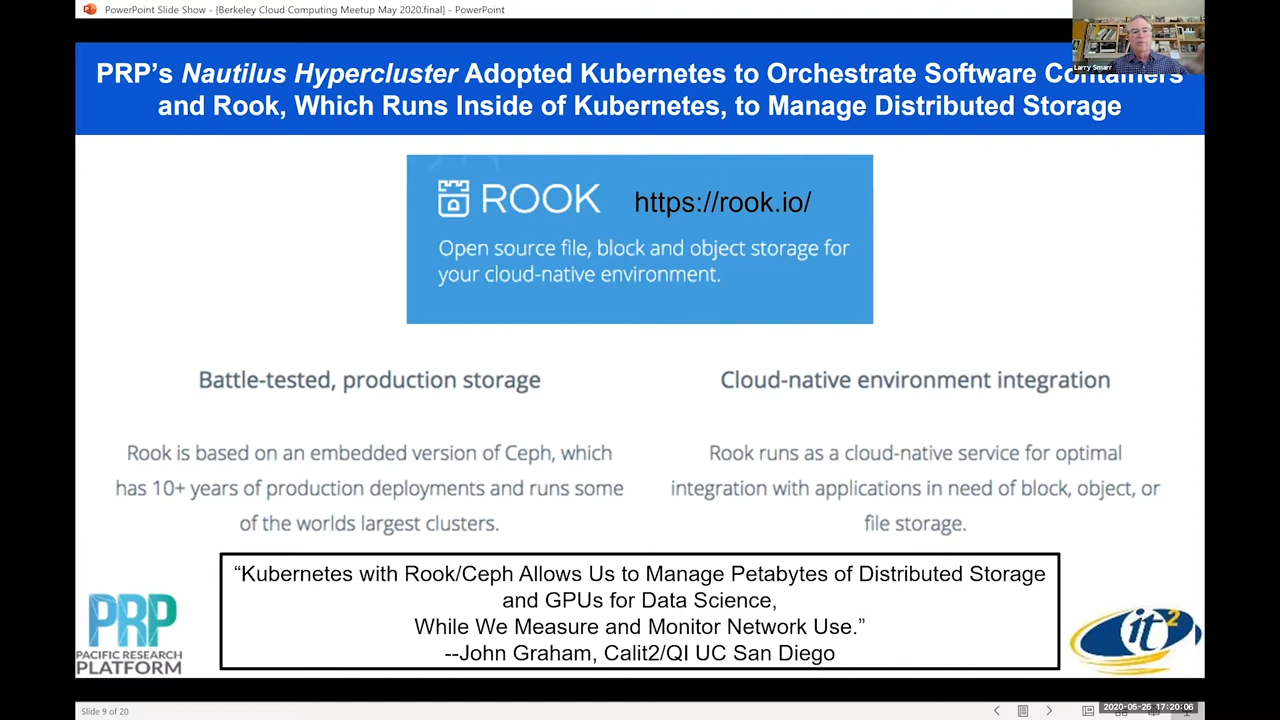 PowerPoint Slide Show - [Berkeley Cloud Computing Meetup May 2020.final] - PowerPoint
Larry Smarr
PRP's Nautilus Hypercluster Adopted Kubernetes to Orchestrate Software Containers
and Rook, Which Runs Inside of Kubernetes, to Manage Distributed Storage
ROOK https://rook.io/
Open source file, block and object storage for
your cloud-native environment.
Battle-tested, production storage
Rook is based on an embedded version of Ceph, which
has 10+ years of production deployments and runs some
of the worlds largest clusters.
Cloud-native environment integration
Rook runs as a cloud-native service for optimal
integration with applications in need of block, object, or
file storage.
“Kubernetes with Rook/Ceph Allows Us to Manage Petabytes of Distributed Storage
and GPUs for Data Science,
While We Measure and Monitor Network Use.”
--John Graham, Calit2/QI UC San Diego
PRP
PACIFIC RESEARCH
PLATFORM
it2
Slide 9 of 20
2020-05-26 17:20:06